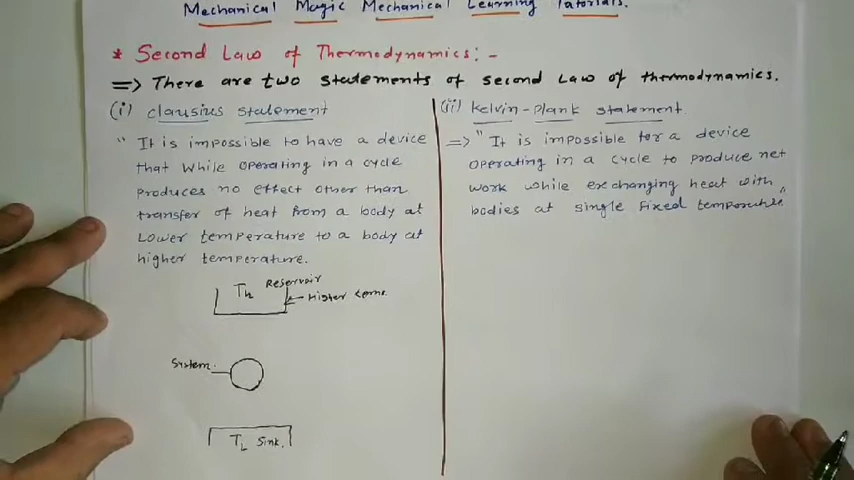 Mechanical Magic Mechanical Learning Tutorials.
* Second Law of Thermodynamics: -
=> There are two statements of second Law of thermodynamics.
(i) clausius statement
" It is impossible to have a device
that while operating in a cycle
produces no effect other than
transfer of heat from a body at
Lower temperature to a body at
higher temperature.
Th Reservoir
Higher temp.
System.
TL Sink.
(ii) Kelvin-Plank statement
=> " It is impossible for a device
operating in a cycle to produce net
work while exchanging heat with
bodies at single fixed temperature."